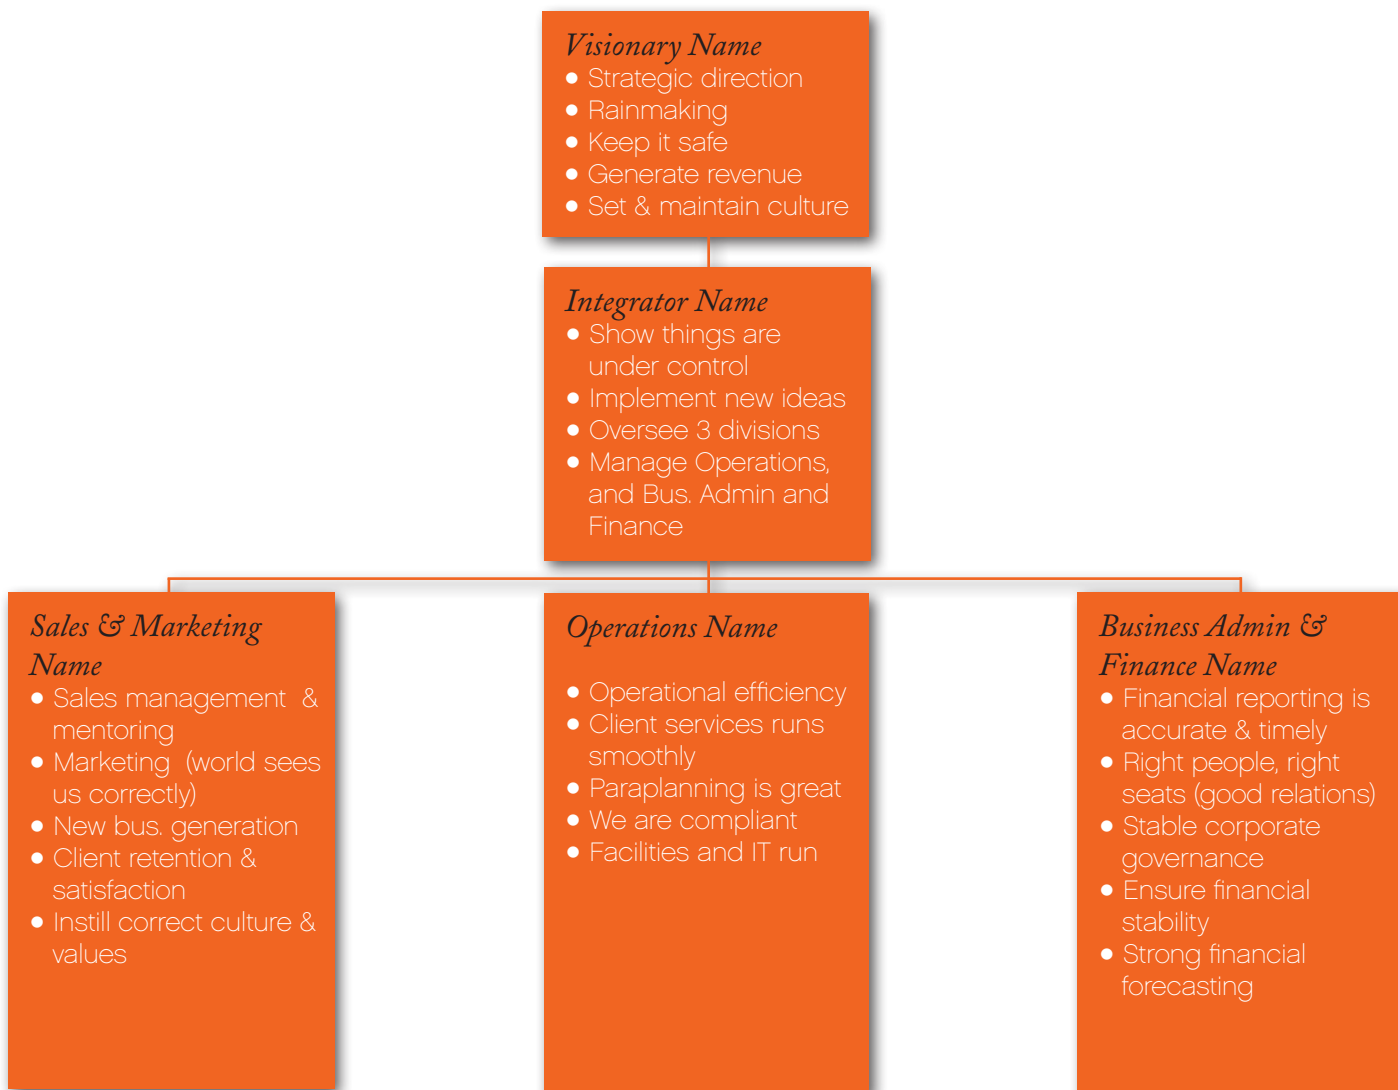 Visionary Name
● Strategic direction
● Rainmaking
● Keep it safe
● Generate revenue
● Set & maintain culture
Integrator Name
● Show things are
under control
● Implement new ideas
● Oversee 3 divisions
● Manage Operations,
and Bus. Admin and
Finance
Sales & Marketing
Name
● Sales management &
mentoring
● Marketing (world sees
us correctly)
● New bus. generation
● Client retention &
satisfaction
● Instill correct culture &
values
Operations Name
● Operational efficiency
● Client services runs
smoothly
● Paraplanning is great
● We are compliant
● Facilities and IT run
Business Admin &
Finance Name
● Financial reporting is
accurate & timely
● Right people, right
seats (good relations)
● Stable corporate
governance
● Ensure financial
stability
● Strong financial
forecasting